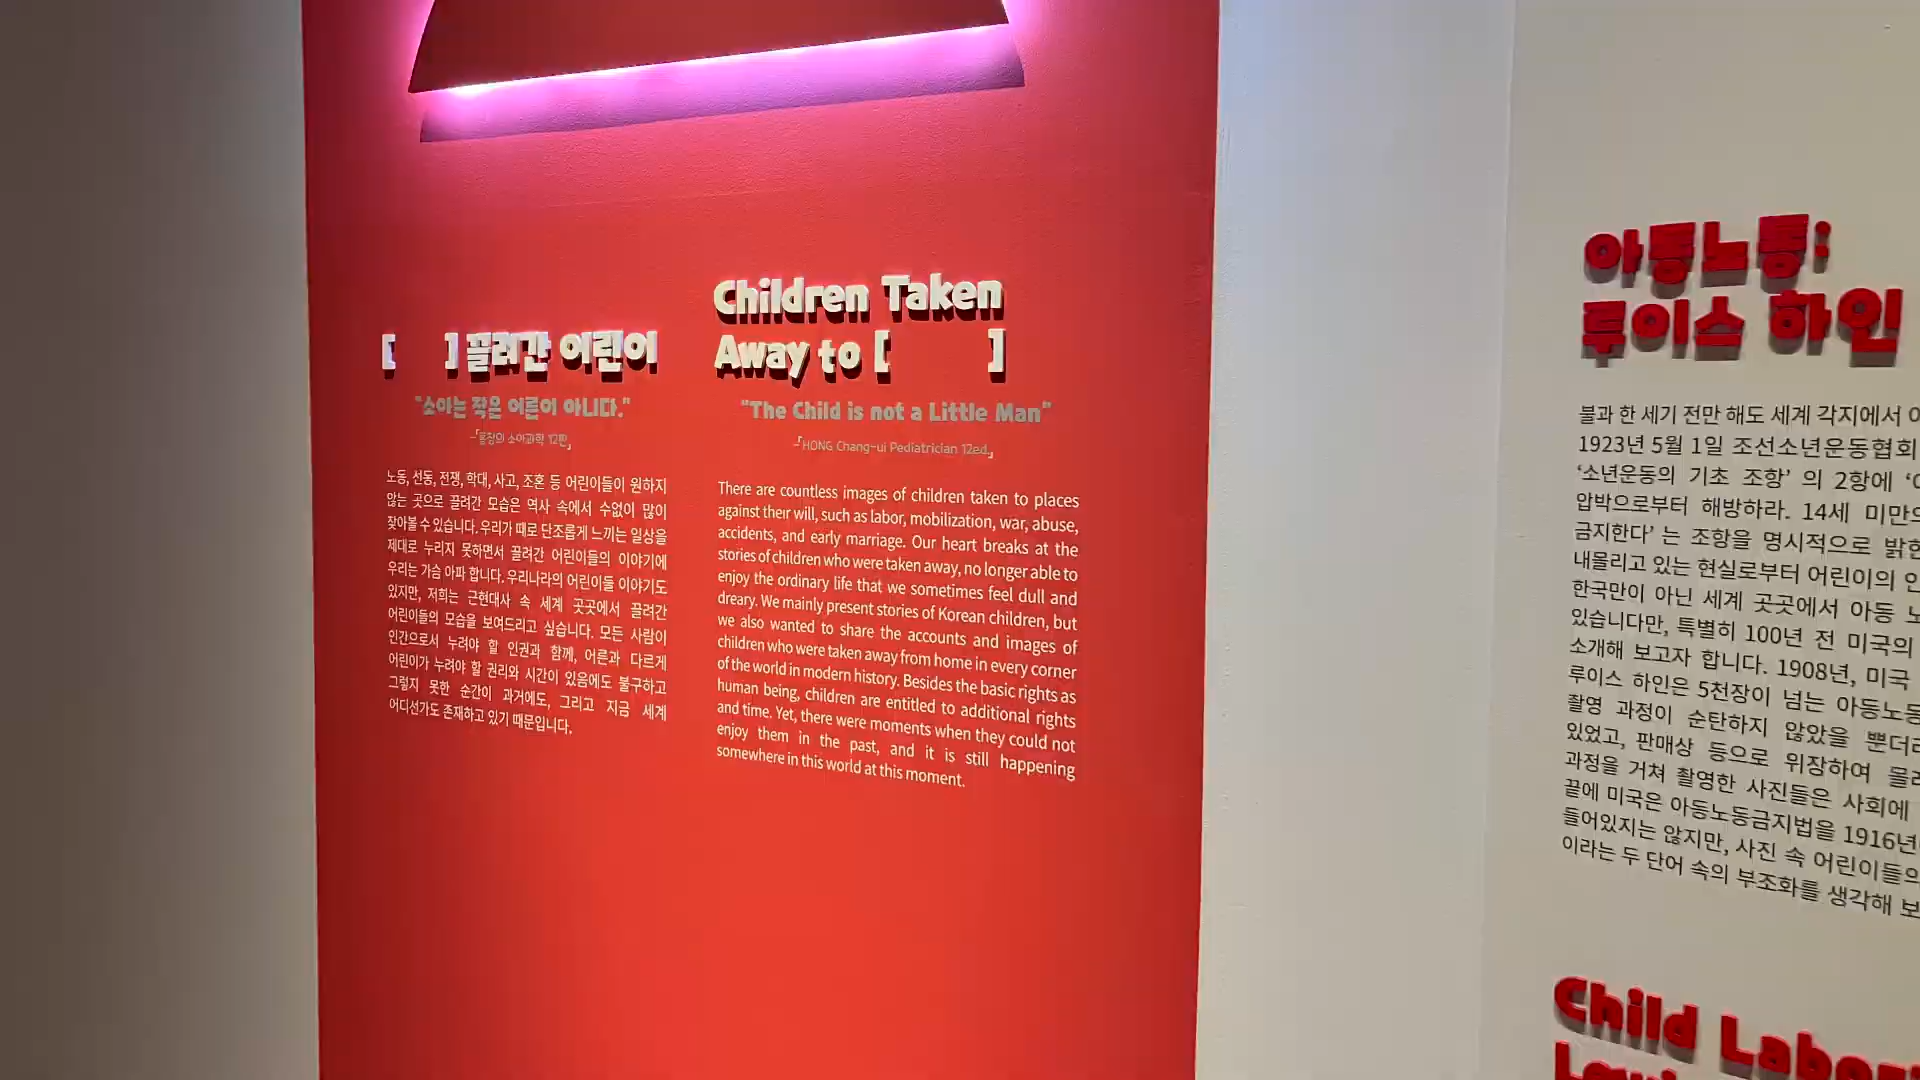 [ ] 끌려간 어린이
"소아는 작은 어른이 아니다."
-「홍창의 소아과학 12판」
노동, 선동, 전쟁, 학대, 사고, 조혼 등 어린이들이 원하지
않는 곳으로 끌려간 모습은 역사 속에서 수없이 많이
찾아볼 수 있습니다. 우리가 때로 단조롭게 느끼는 일상을
제대로 누리지 못하면서 끌려간 어린이들의 이야기에
우리는 가슴 아파 합니다. 우리나라의 어린이들 이야기도
있지만, 저희는 근현대사 속 세계 곳곳에서 끌려간
어린이들의 모습을 보여드리고 싶습니다. 모든 사람이
인간으로서 누려야 할 인권과 함께, 어른과 다르게
어린이가 누려야 할 권리와 시간이 있음에도 불구하고
그렇지 못한 순간이 과거에도, 그리고 지금 세계
어디선가도 존재하고 있기 때문입니다.
Children Taken
Away to [ ]
"The Child is not a Little Man"
-「HONG Chang-ui Pediatrician 12ed.」
There are countless images of children taken to places
against their will, such as labor, mobilization, war, abuse,
accidents, and early marriage. Our heart breaks at the
stories of children who were taken away, no longer able to
enjoy the ordinary life that we sometimes feel dull and
dreary. We mainly present stories of Korean children, but
we also wanted to share the accounts and images of
children who were taken away from home in every corner
of the world in modern history. Besides the basic rights as
human being, children are entitled to additional rights
and time. Yet, there were moments when they could not
enjoy them in the past, and it is still happening
somewhere in this world at this moment.
아동노동:
루이스 하인
불과 한 세기 전만 해도 세계 각지에서
1923년 5월 1일 조선소년운동협회
'소년운동의 기초 조항' 의 2항에
압박으로부터 해방하라. 14세 미만의
금지한다' 는 조항을 명시적으로
내몰리고 있는 현실로부터 어린이의
한국만이 아닌 세계 곳곳에서 아동
있습니다만, 특별히 100년 전 미국의
소개해 보고자 합니다. 1908년, 미국
루이스 하인은 5천장이 넘는
촬영 과정이 순탄하지 않았을
있었고, 판매상 등으로 위장하여
과정을 거쳐 촬영한 사진들은 사회에
끝에 미국은 아동노동금지법을 1916년
들어있지는 않지만, 사진 속 어린이들의
이라는 두 단어 속의 부조화를 생각해
Child Labor